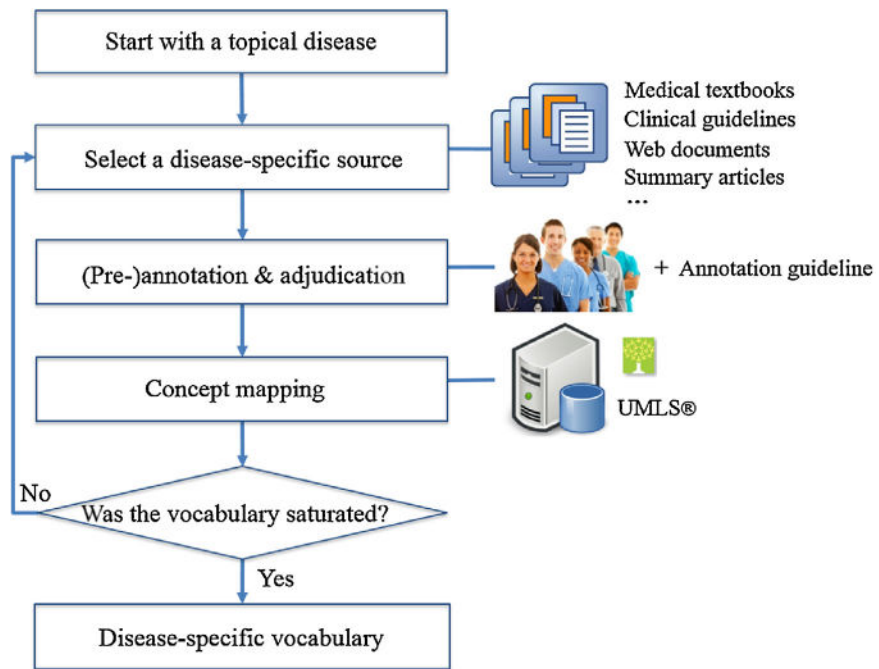 Start with a topical disease
Select a disease-specific source
Medical textbooks
Clinical guidelines
Web documents
Summary articles
...
(Pre-)annotation & adjudication
+ Annotation guideline
Concept mapping
UMLS®
No
Was the vocabulary saturated?
Yes
Disease-specific vocabulary